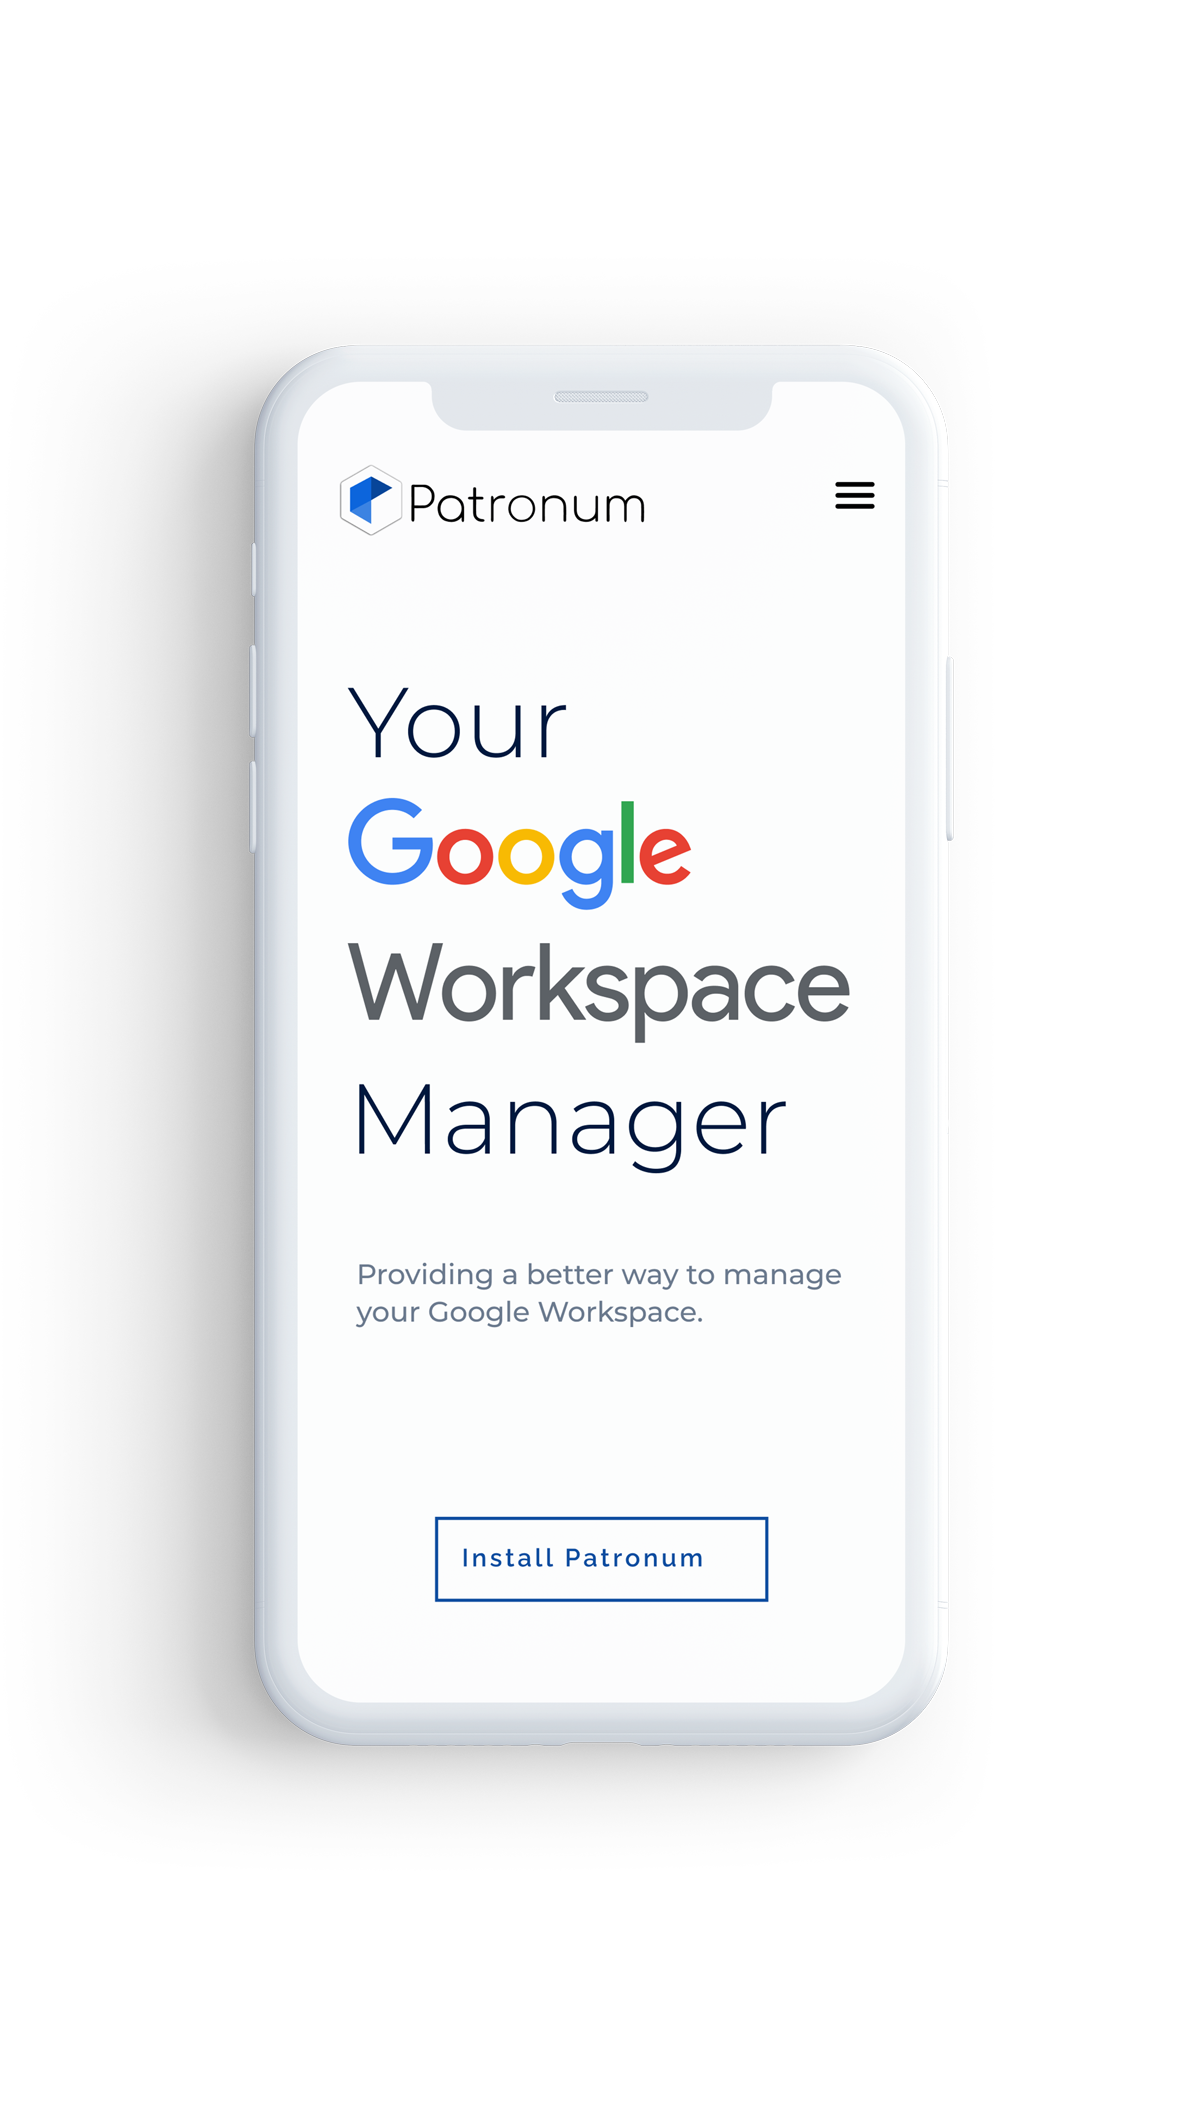 Patronum
Your
Google
Workspace
Manager
Providing a better way to manage
your Google Workspace.
Install Patronum